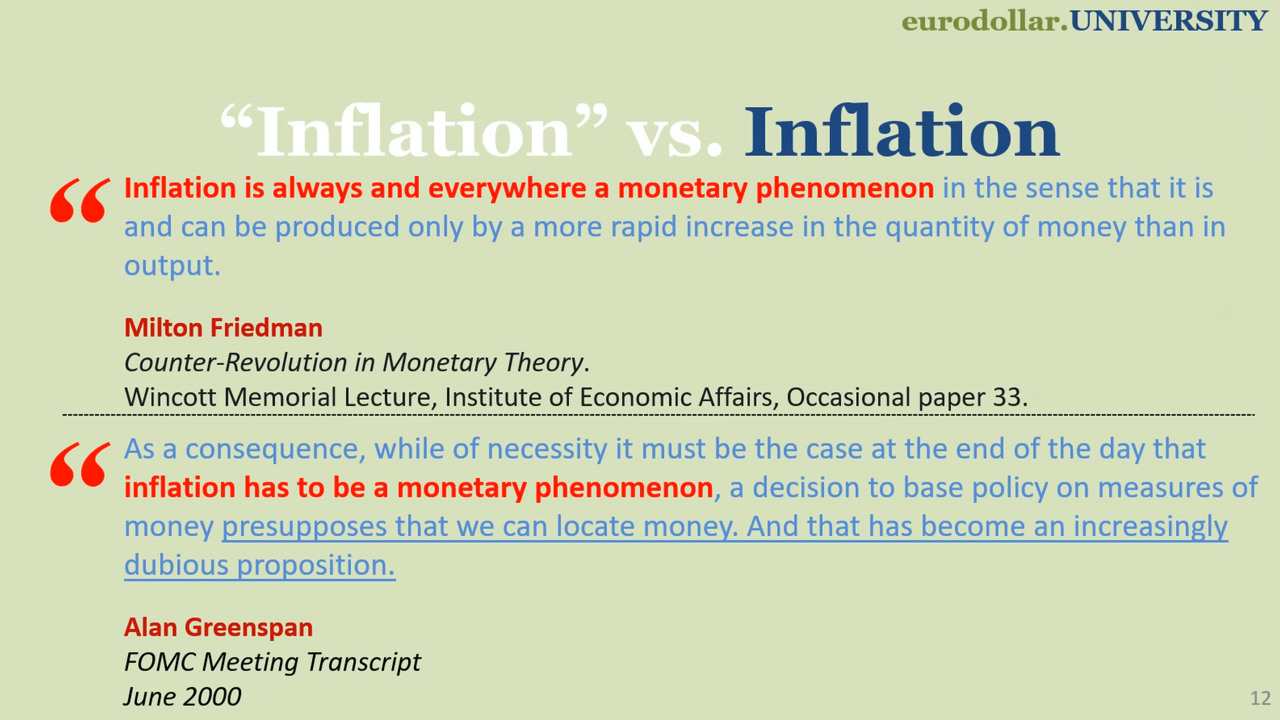 eurodollar.UNIVERSITY
“Inflation” vs. Inflation
“ Inflation is always and everywhere a monetary phenomenon in the sense that it is
and can be produced only by a more rapid increase in the quantity of money than in
output.
Milton Friedman
Counter-Revolution in Monetary Theory.
Wincott Memorial Lecture, Institute of Economic Affairs, Occasional paper 33.
“ As a consequence, while of necessity it must be the case at the end of the day that
inflation has to be a monetary phenomenon, a decision to base policy on measures of
money presupposes that we can locate money. And that has become an increasingly
dubious proposition.
Alan Greenspan
FOMC Meeting Transcript
June 2000
12